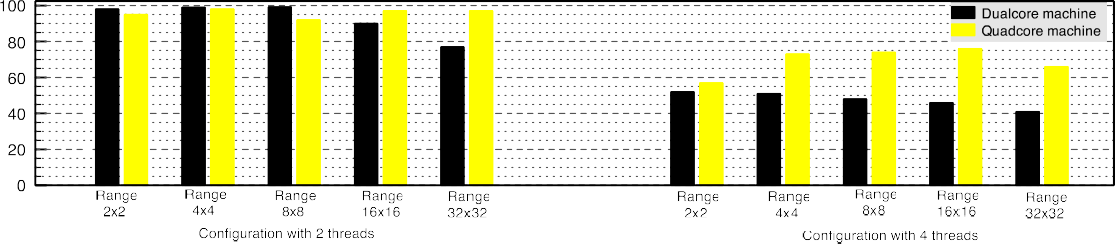 100
80
60
40
20
0
Dualcore machine
Quadcore machine
Range 2x2
Range 4x4
Range 8x8
Range 16x16
Range 32x32
Configuration with 2 threads
Range 2x2
Range 4x4
Range 8x8
Range 16x16
Range 32x32
Configuration with 4 threads